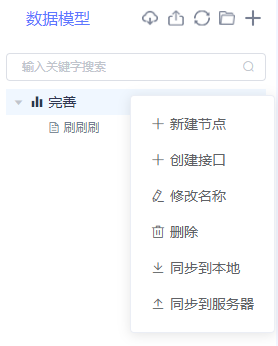 数据模型
输入关键字搜索
完善
刷刷刷
新建节点
创建接口
修改名称
删除
同步到本地
同步到服务器